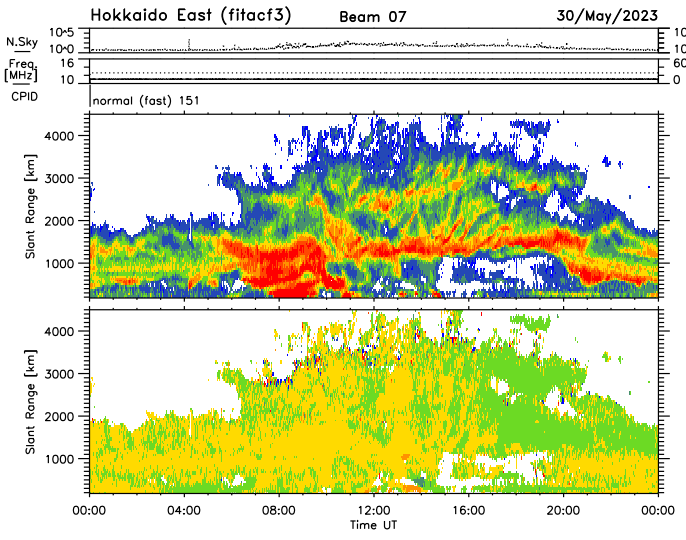 Hokkaido East (fitacf3) Beam 07 30/May/2023
10^5 10
N.Sky
10^0 10
Freq. 16 60
[MHz] 10 0
CPID normal (fast) 151
4000
3000
2000
1000
Slant Range [km]
4000
3000
2000
1000
Slant Range [km]
00:00 04:00 08:00 12:00 16:00 20:00 00:00
Time UT